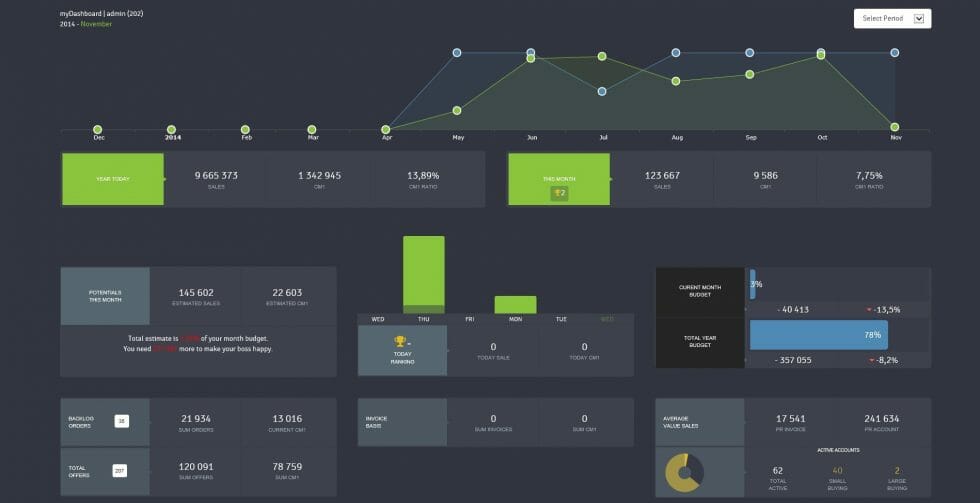 myDashboard | admin (202)
2014 - November
Select Period
Dec 2014 Feb Mar Apr May Jun Jul Aug Sep Oct Nov
YEAR TODAY
9 665 373
SALES
1 342 945
CM1
13,89%
CM1 RATIO
THIS MONTH
2
123 667
SALES
9 586
CM1
7,75%
CM1 RATIO
POTENTIALS
THIS MONTH
145 602
ESTIMATED SALES
22 603
ESTIMATED CM1
Total estimate is of your month budget.
You need more to make your boss happy.
WED THU FRI MON TUE WED
-
TODAY
RANKING
0
TODAY SALE
0
TODAY CM1
CURENT MONTH
BUDGET
3%
- 40 413
-13,5%
TOTAL YEAR
BUDGET
78%
- 357 055
-8,2%
BACKLOG
ORDERS
21 934
SUM ORDERS
13 016
CURRENT CM1
TOTAL
OFFERS
207
120 091
SUM OFFERS
78 759
SUM CM1
INVOICE
BASIS
0
SUM INVOICES
0
SUM CM1
AVERAGE
VALUE SALES
17 541
PR INVOICE
241 634
PR ACCOUNT
ACTIVE ACCOUNTS
62
TOTAL
ACTIVE
40
SMALL
BUYING
2
LARGE
BUYING